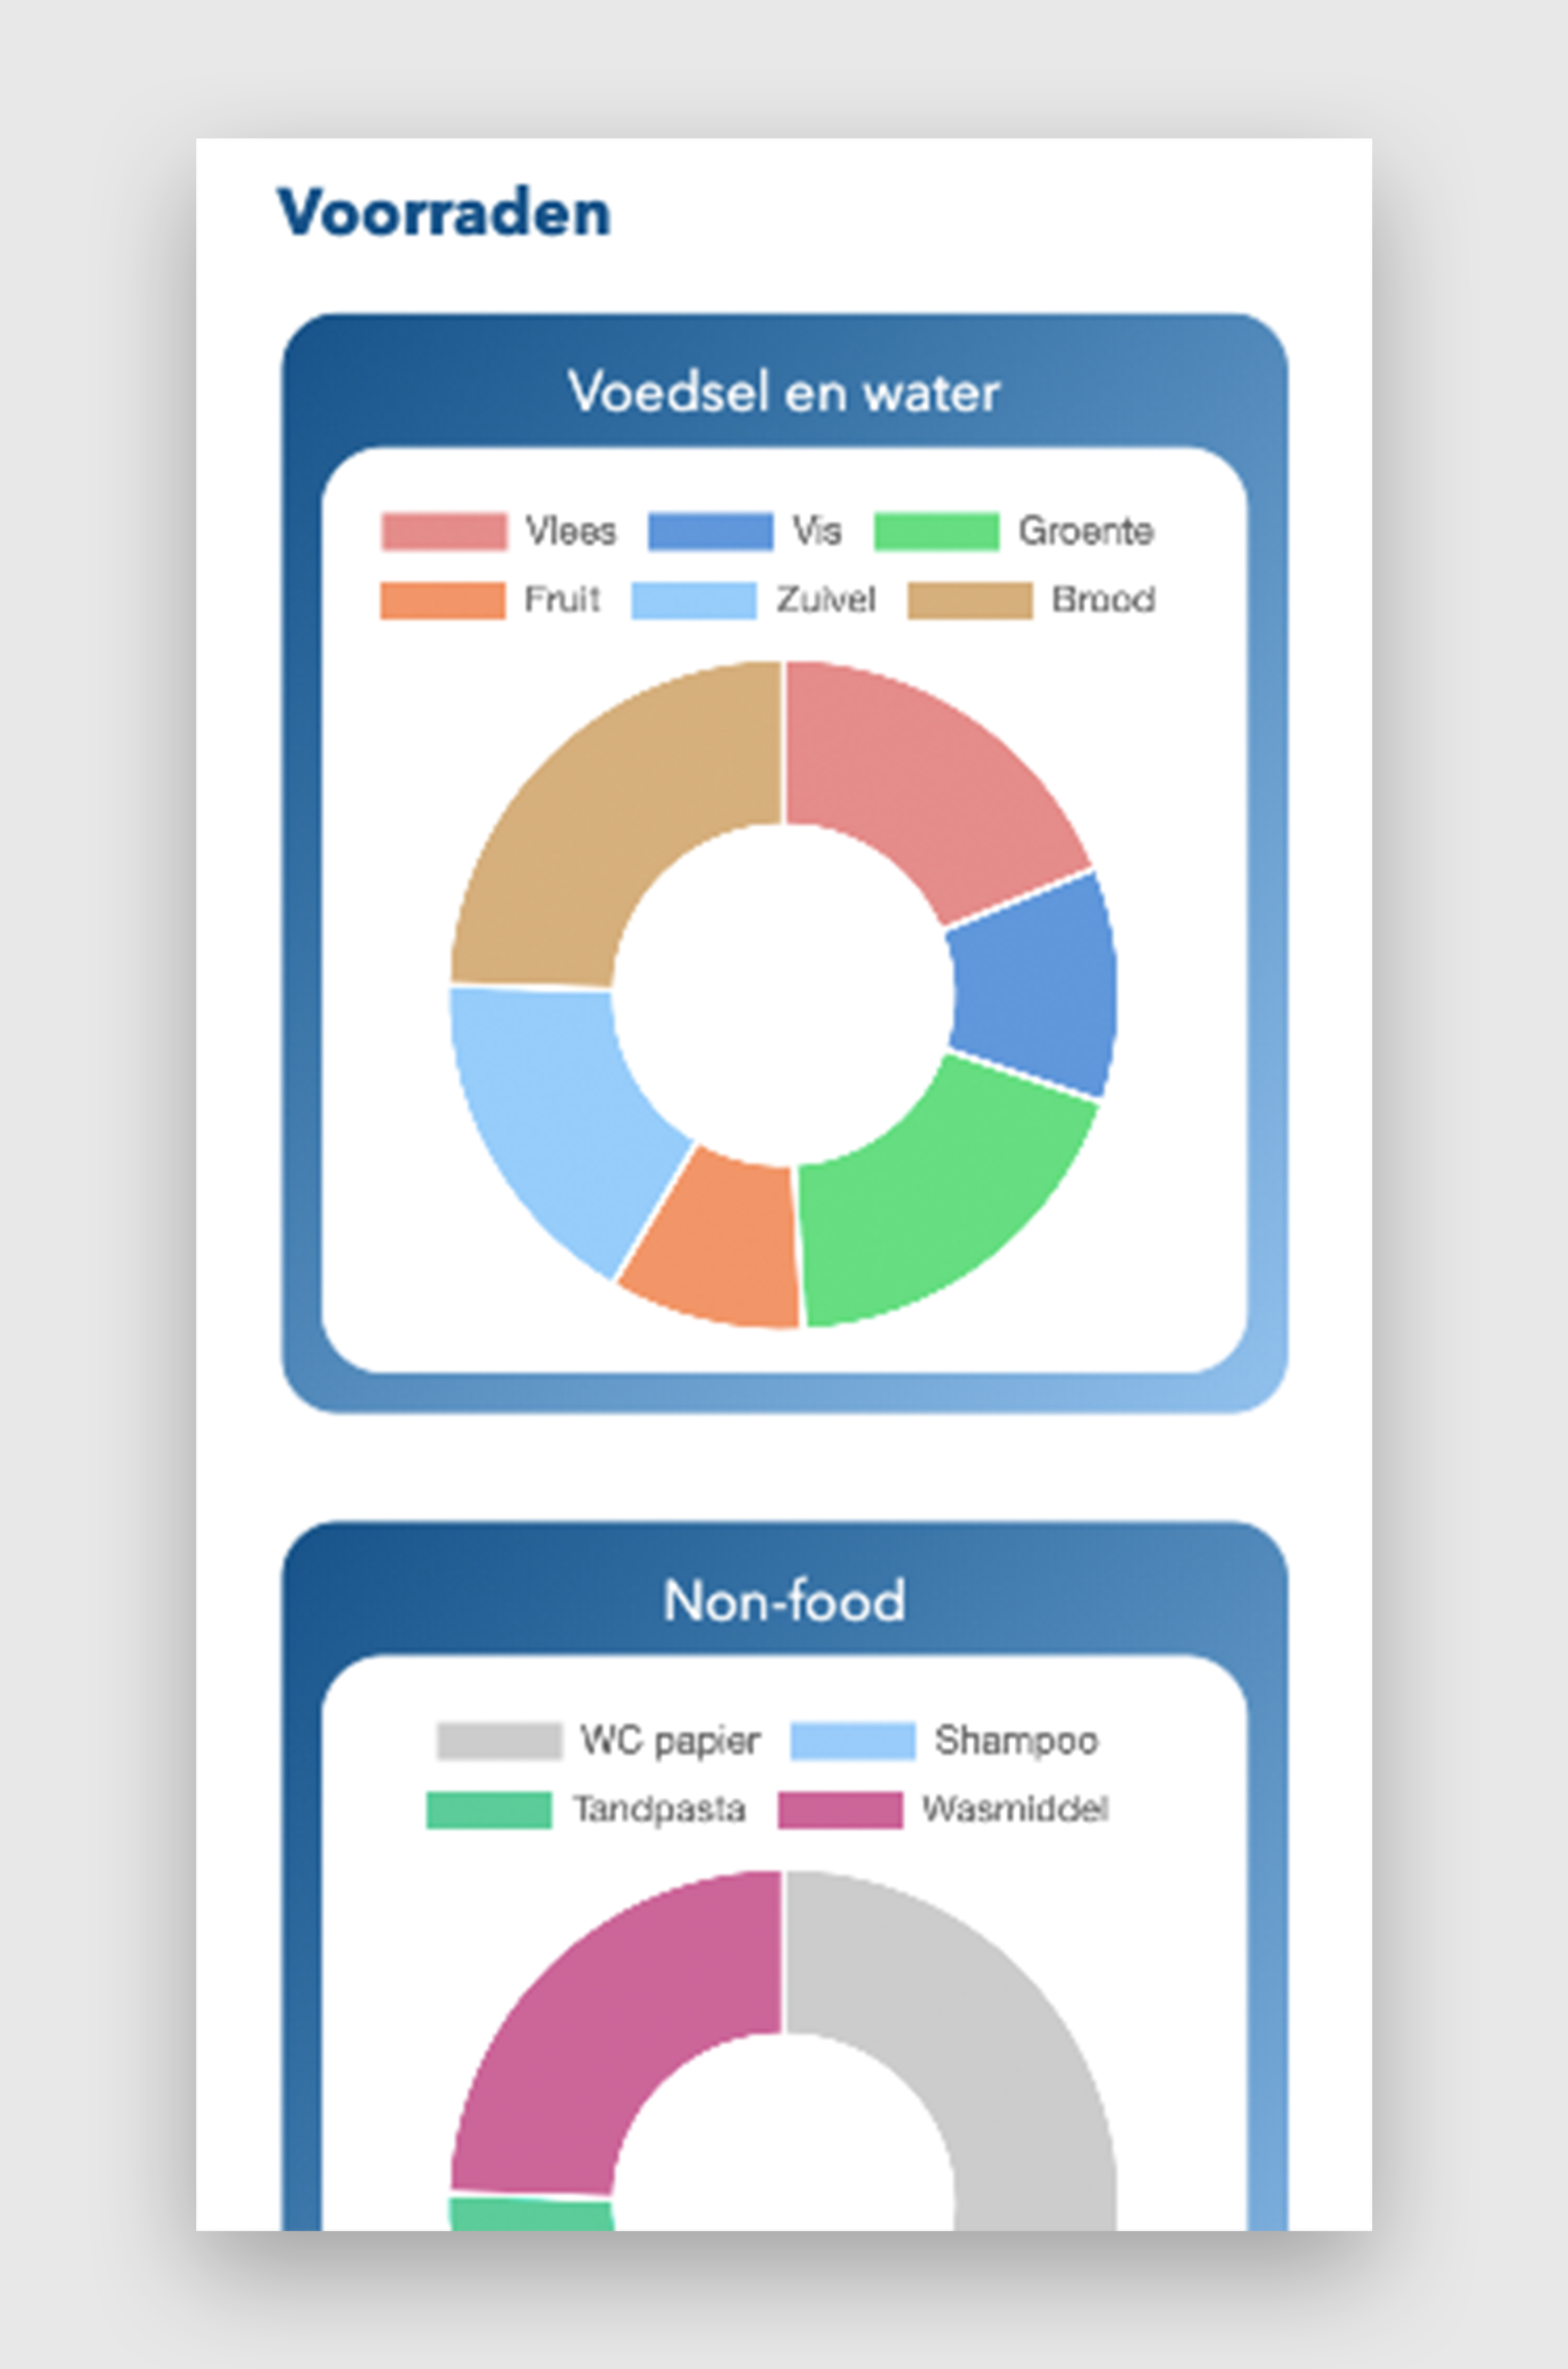 Voorraden
Voedsel en water
Vlees Vis Groente
Fruit Zuivel Brood
Non-food
WC papier Shampoo
Tandpasta Wasmiddel